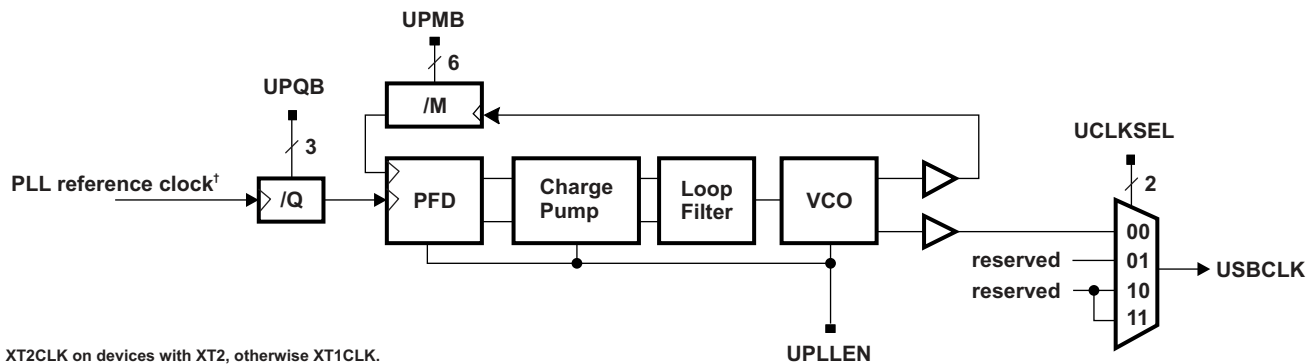 UPMB
6
UPQB
/M
UCLKSEL
3
2
PLL reference clock†
/Q
PFD
Charge
Pump
Loop
Filter
VCO
00
reserved
01
USBCLK
reserved
10
11
XT2CLK on devices with XT2, otherwise XT1CLK.
UPLLEN